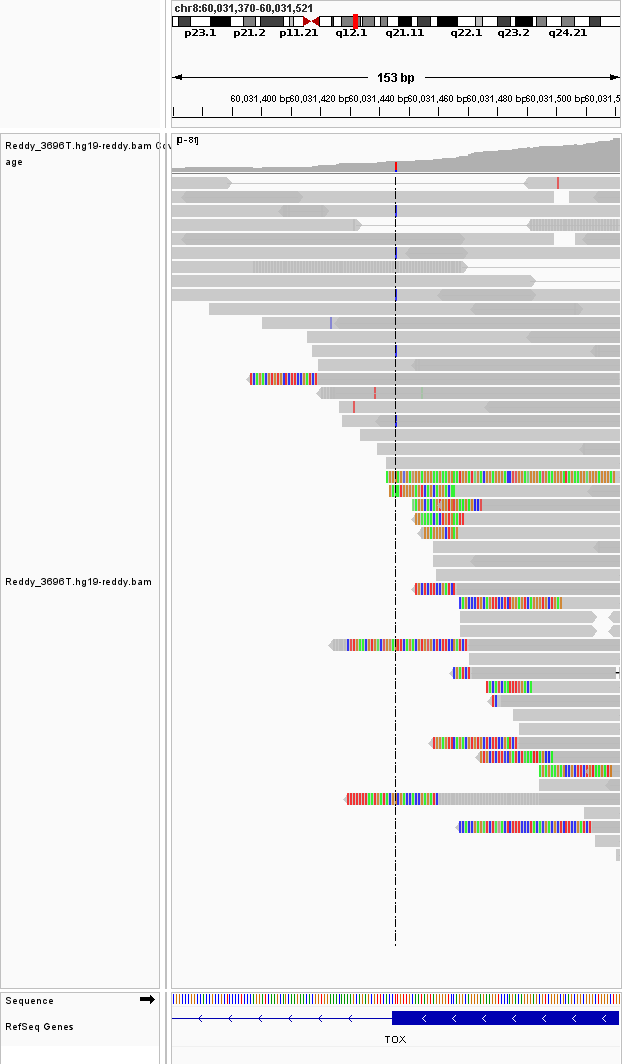 chr8:60,031,370-60,031,521
p23.1 p21.2 p11.21 q12.1 q21.11 q22.1 q23.2 q24.21
153 bp
60,031,400 bp 60,031,420 bp 60,031,440 bp 60,031,460 bp 60,031,480 bp 60,031,500 bp 60,031,5
Reddy_3696T.hg19-reddy.bam Co
age
[0-81]
Reddy_3696T.hg19-reddy.bam
Sequence
RefSeq Genes
TOX